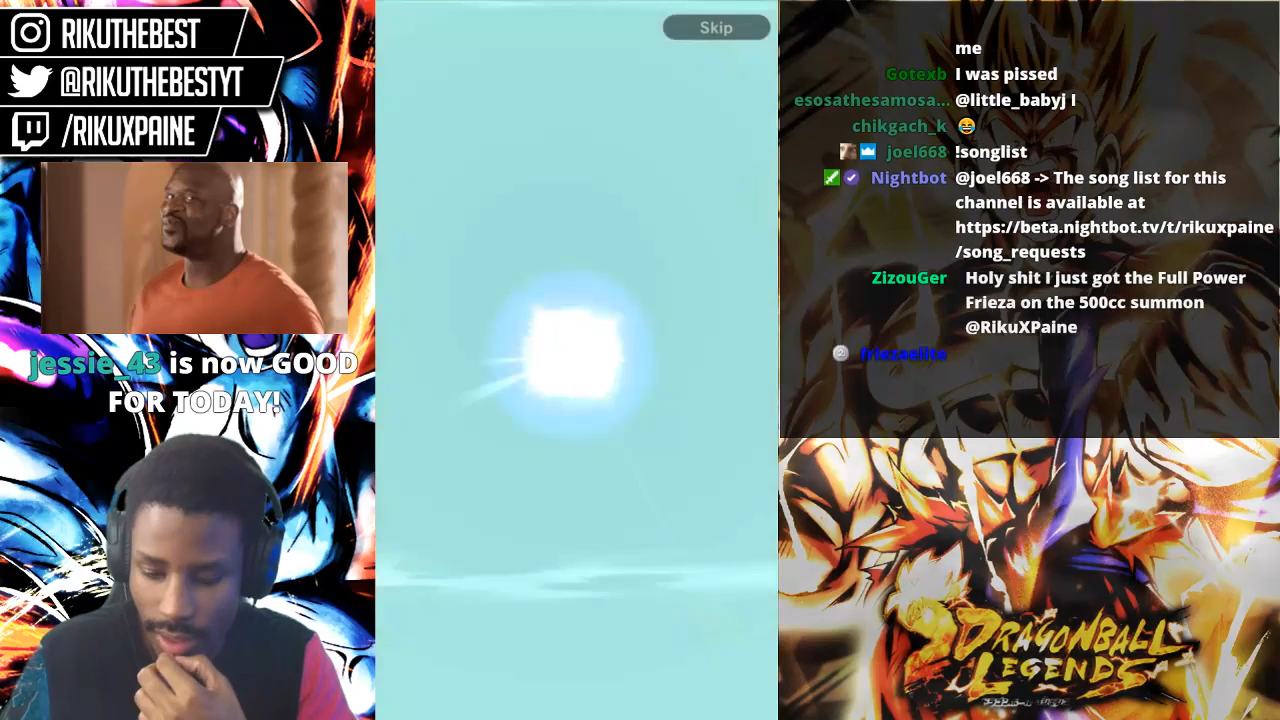 RIKUTHEBEST
@RIKUTHEBESTYT
/RIKUXPAINE
jessie_43 is now GOOD
FOR TODAY!
Skip
me
Gotexb I was pissed
esosathesamosa... @little_babyj I
chikgach_k 😂
joel668 !songlist
Nightbot @joel668 -> The song list for this
channel is available at
https://beta.nightbot.tv/t/rikuxpaine
/song_requests
ZizouGer Holy shit I just got the Full Power
Frieza on the 500cc summon
@RikuXPaine
friezaelite
DRAGONBALL
LEGENDS